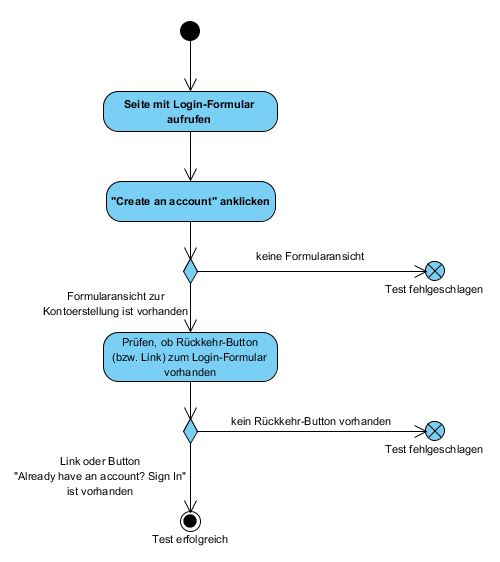 Seite mit Login-Formular
aufrufen
"Create an account" anklicken
keine Formularansicht
Test fehlgeschlagen
Formularansicht zur
Kontoerstellung ist vorhanden
Prüfen, ob Rückkehr-Button
(bzw. Link) zum Login-Formular
vorhanden
kein Rückkehr-Button vorhanden
Test fehlgeschlagen
Link oder Button
"Already have an account? Sign In"
ist vorhanden
Test erfolgreich